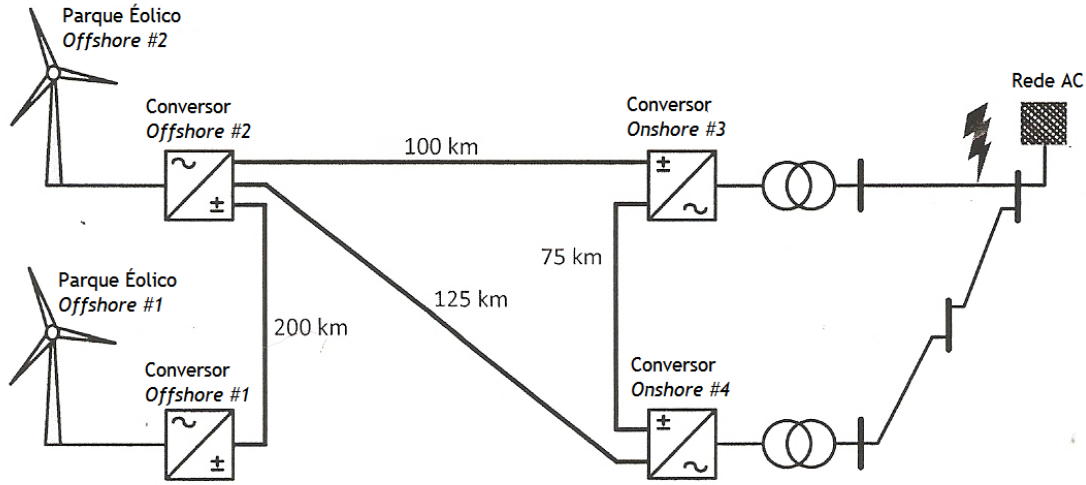 Parque Éolico
Offshore #2
Conversor
Offshore #2
100 km
Conversor
Onshore #3
Rede AC
~
±
±
~
75 km
125 km
200 km
Parque Éolico
Offshore #1
Conversor
Offshore #1
Conversor
Onshore #4
~
±
±
~